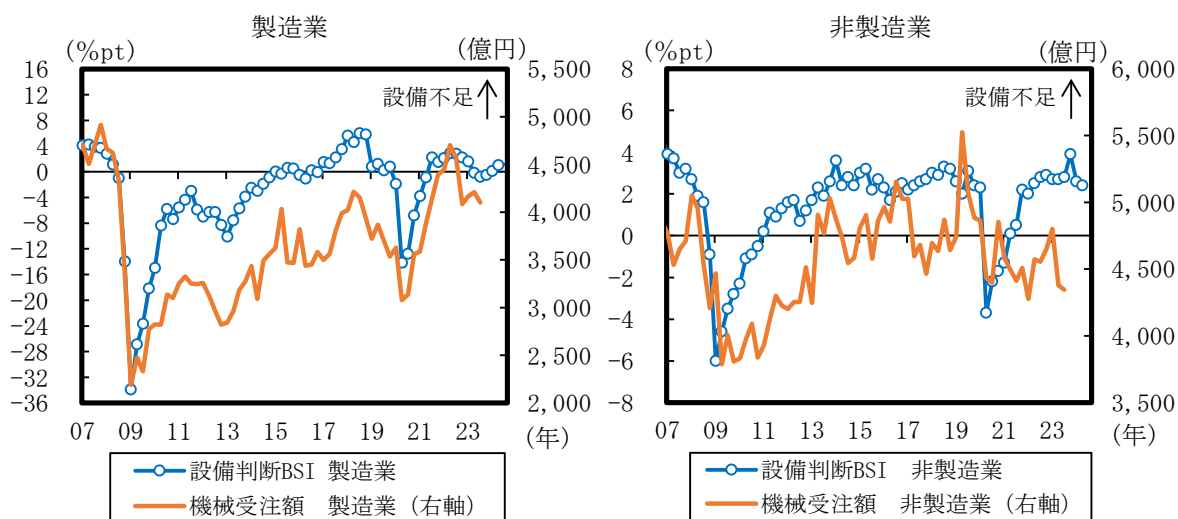 製造業
(%pt)
(億円)
16
12
8
4
0
-4
-8
-12
-16
-20
-24
-28
-32
-36
5,500
5,000
4,500
4,000
3,500
3,000
2,500
2,000
設備不足
07 09 11 13 15 17 19 21 23
(年)
設備判断BSI 製造業
機械受注額 製造業(右軸)
非製造業
(%pt)
(億円)
8
6
4
2
0
-2
-4
-6
-8
6,000
5,500
5,000
4,500
4,000
3,500
設備不足
07 09 11 13 15 17 19 21 23
(年)
設備判断BSI 非製造業
機械受注額 非製造業(右軸)